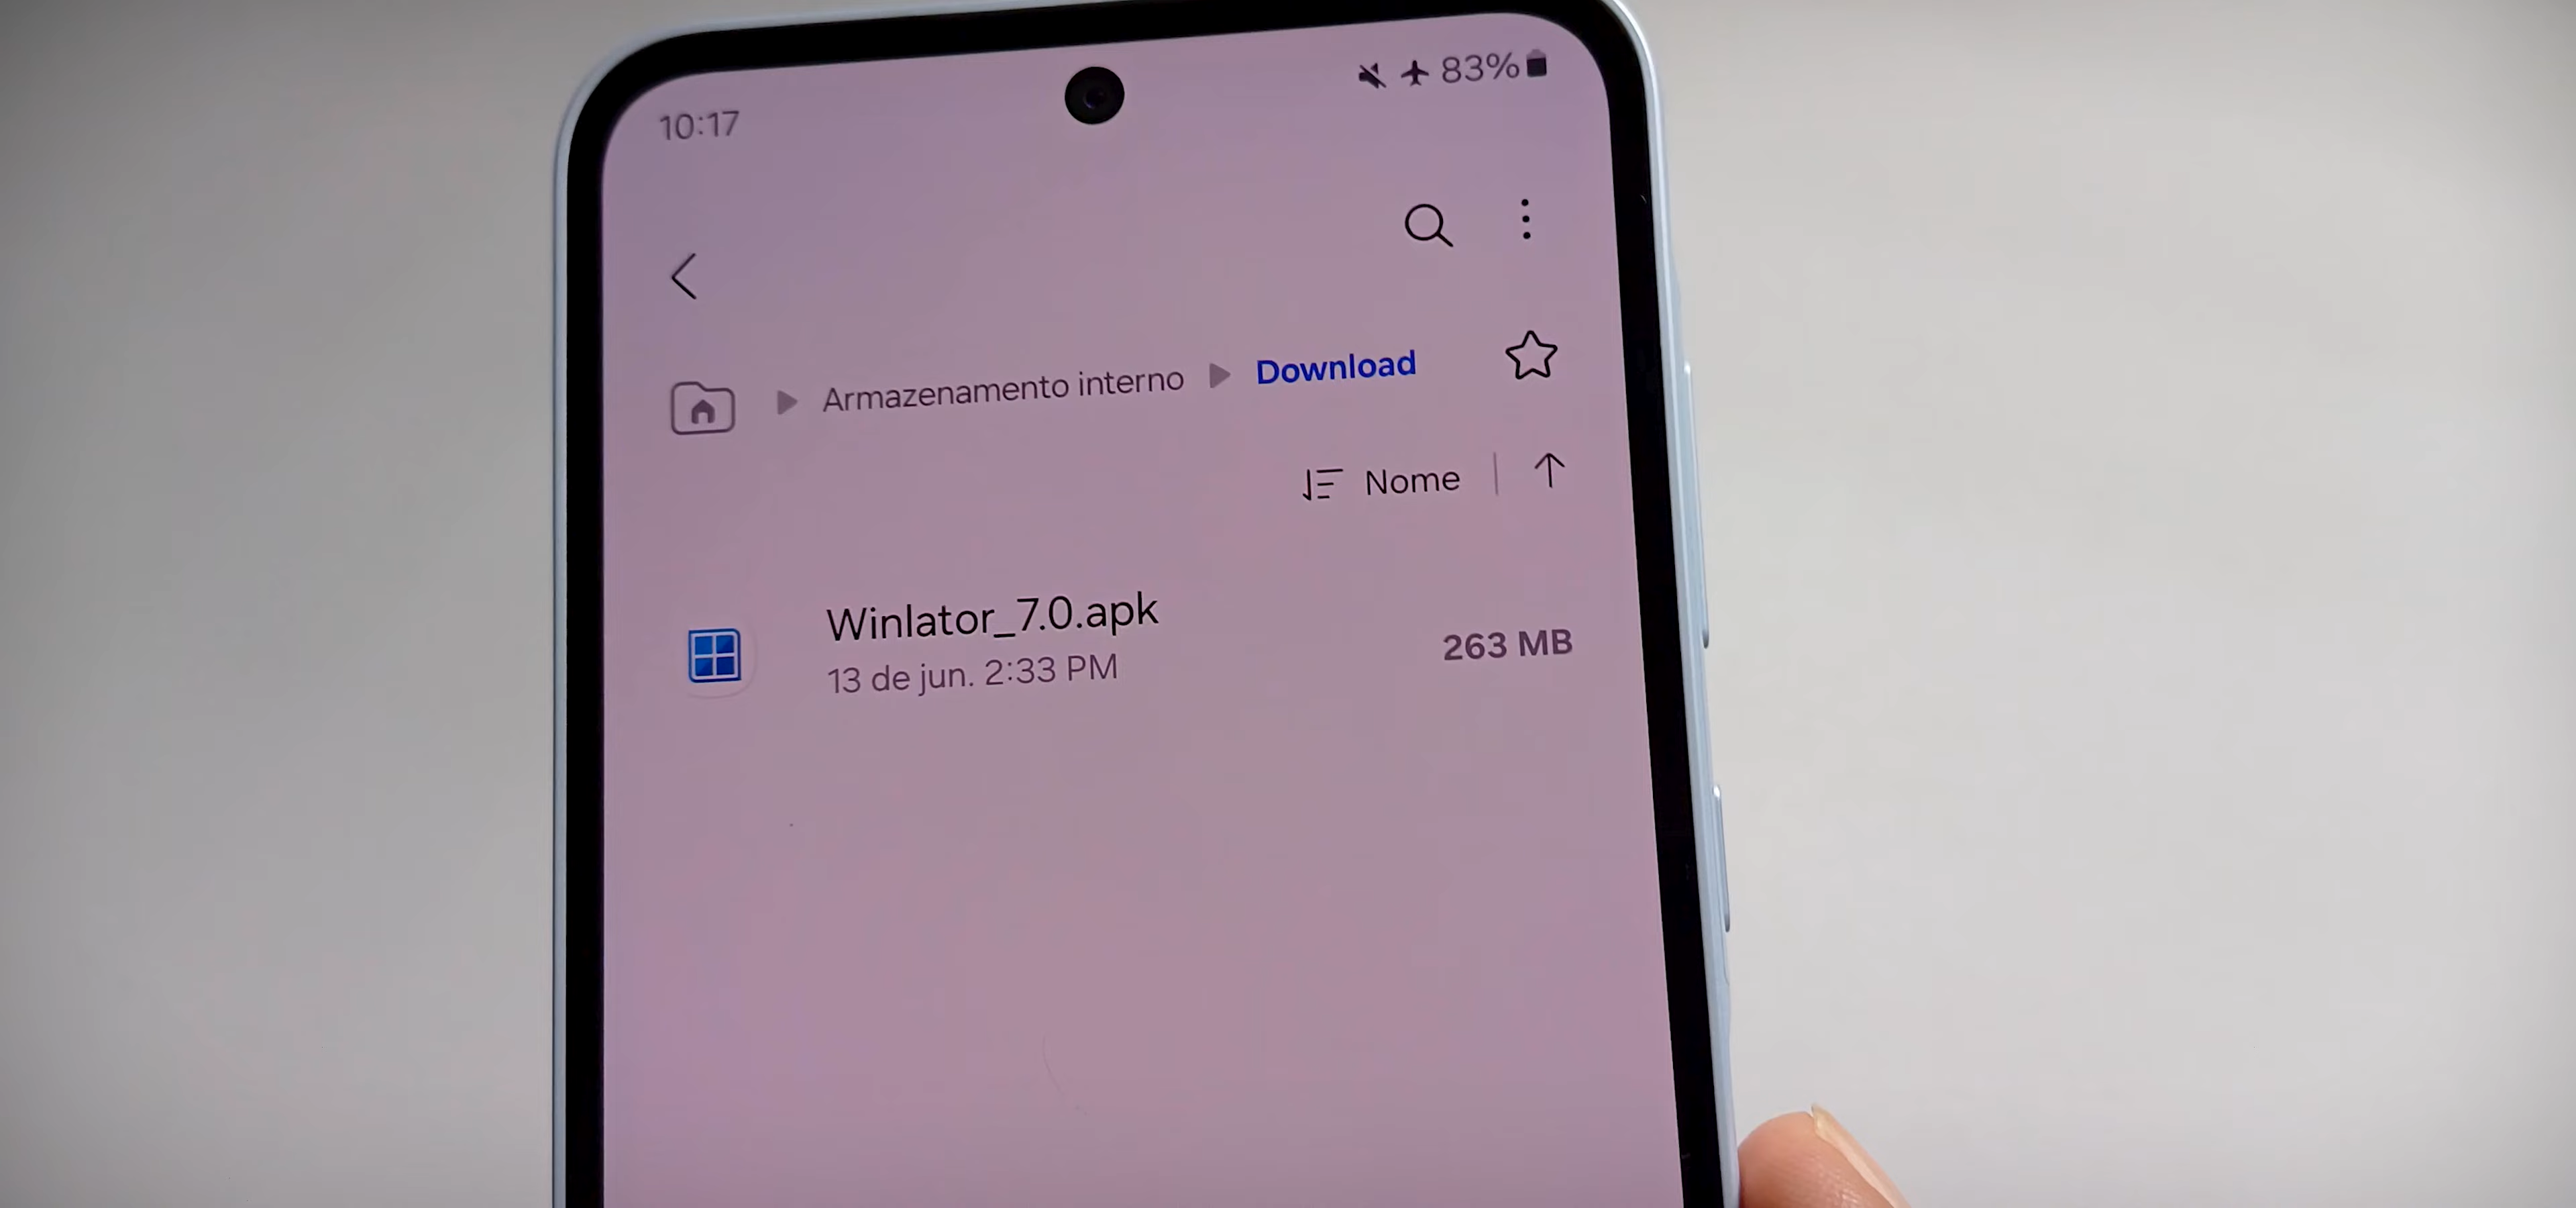 10:17
83%
Armazenamento interno
Download
Nome
Winlator_7.0.apk
263 MB
13 de jun. 2:33 PM